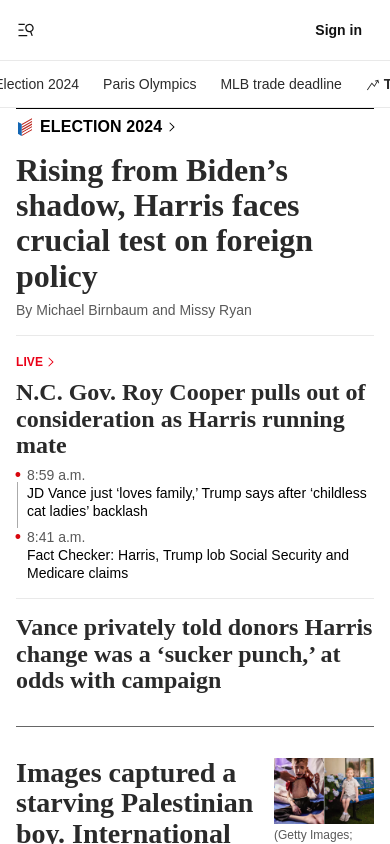 Sign in
Election 2024 Paris Olympics MLB trade deadline T
ELECTION 2024
Rising from Biden’s
shadow, Harris faces
crucial test on foreign
policy
By Michael Birnbaum and Missy Ryan
LIVE
N.C. Gov. Roy Cooper pulls out of
consideration as Harris running
mate
8:59 a.m.
JD Vance just ‘loves family,’ Trump says after ‘childless
cat ladies’ backlash
8:41 a.m.
Fact Checker: Harris, Trump lob Social Security and
Medicare claims
Vance privately told donors Harris
change was a ‘sucker punch,’ at
odds with campaign
Images captured a
starving Palestinian
boy. International
(Getty Images;